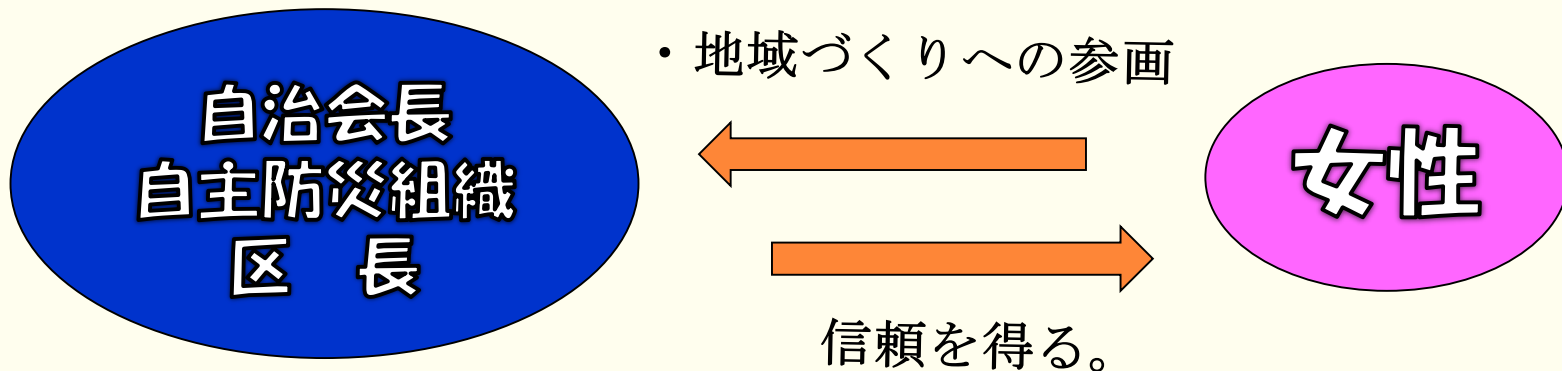 ・地域づくりへの参画
自治会長
自主防災組織
区　長
女性
信頼を得る。